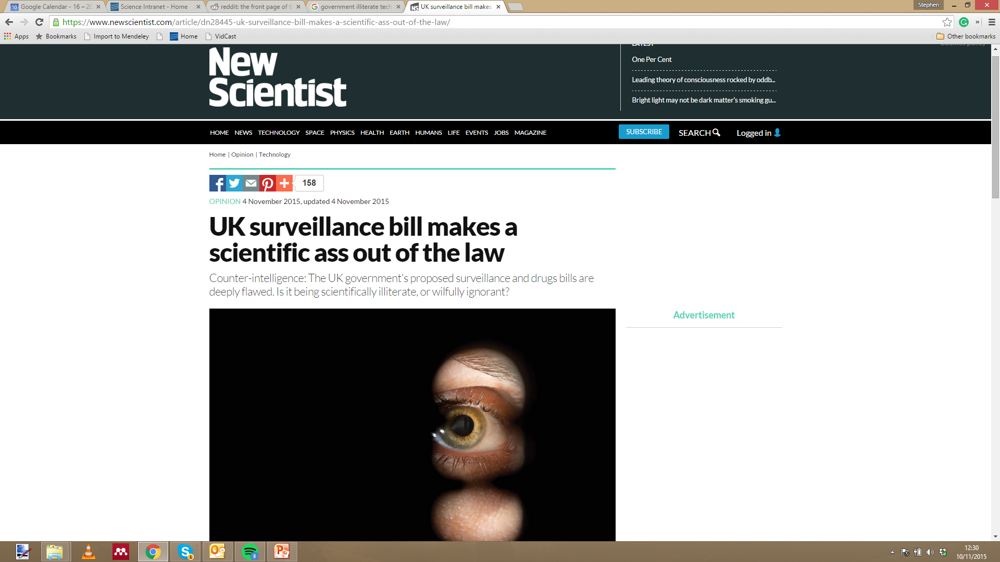 Google Calendar - 16 – 20
Science Intranet - Home
reddit: the front page of t
government illiterate tech
UK surveillance bill makes
Stephen
https://www.newscientist.com/article/dn28445-uk-surveillance-bill-makes-a-scientific-ass-out-of-the-law/
Apps
Bookmarks
Import to Mendeley
Home
VidCast
Other bookmarks
New
Scientist
LATEST
Cookies policy
One Per Cent
Leading theory of consciousness rocked by oddb...
Bright light may not be dark matter's smoking gu...
HOME NEWS TECHNOLOGY SPACE PHYSICS HEALTH EARTH HUMANS LIFE EVENTS JOBS MAGAZINE
SUBSCRIBE
SEARCH
Logged in
Home | Opinion | Technology
158
OPINION 4 November 2015, updated 4 November 2015
UK surveillance bill makes a
scientific ass out of the law
Counter-intelligence: The UK government's proposed surveillance and drugs bills are
deeply flawed. Is it being scientifically illiterate, or wilfully ignorant?
Advertisement
12:30
10/11/2015